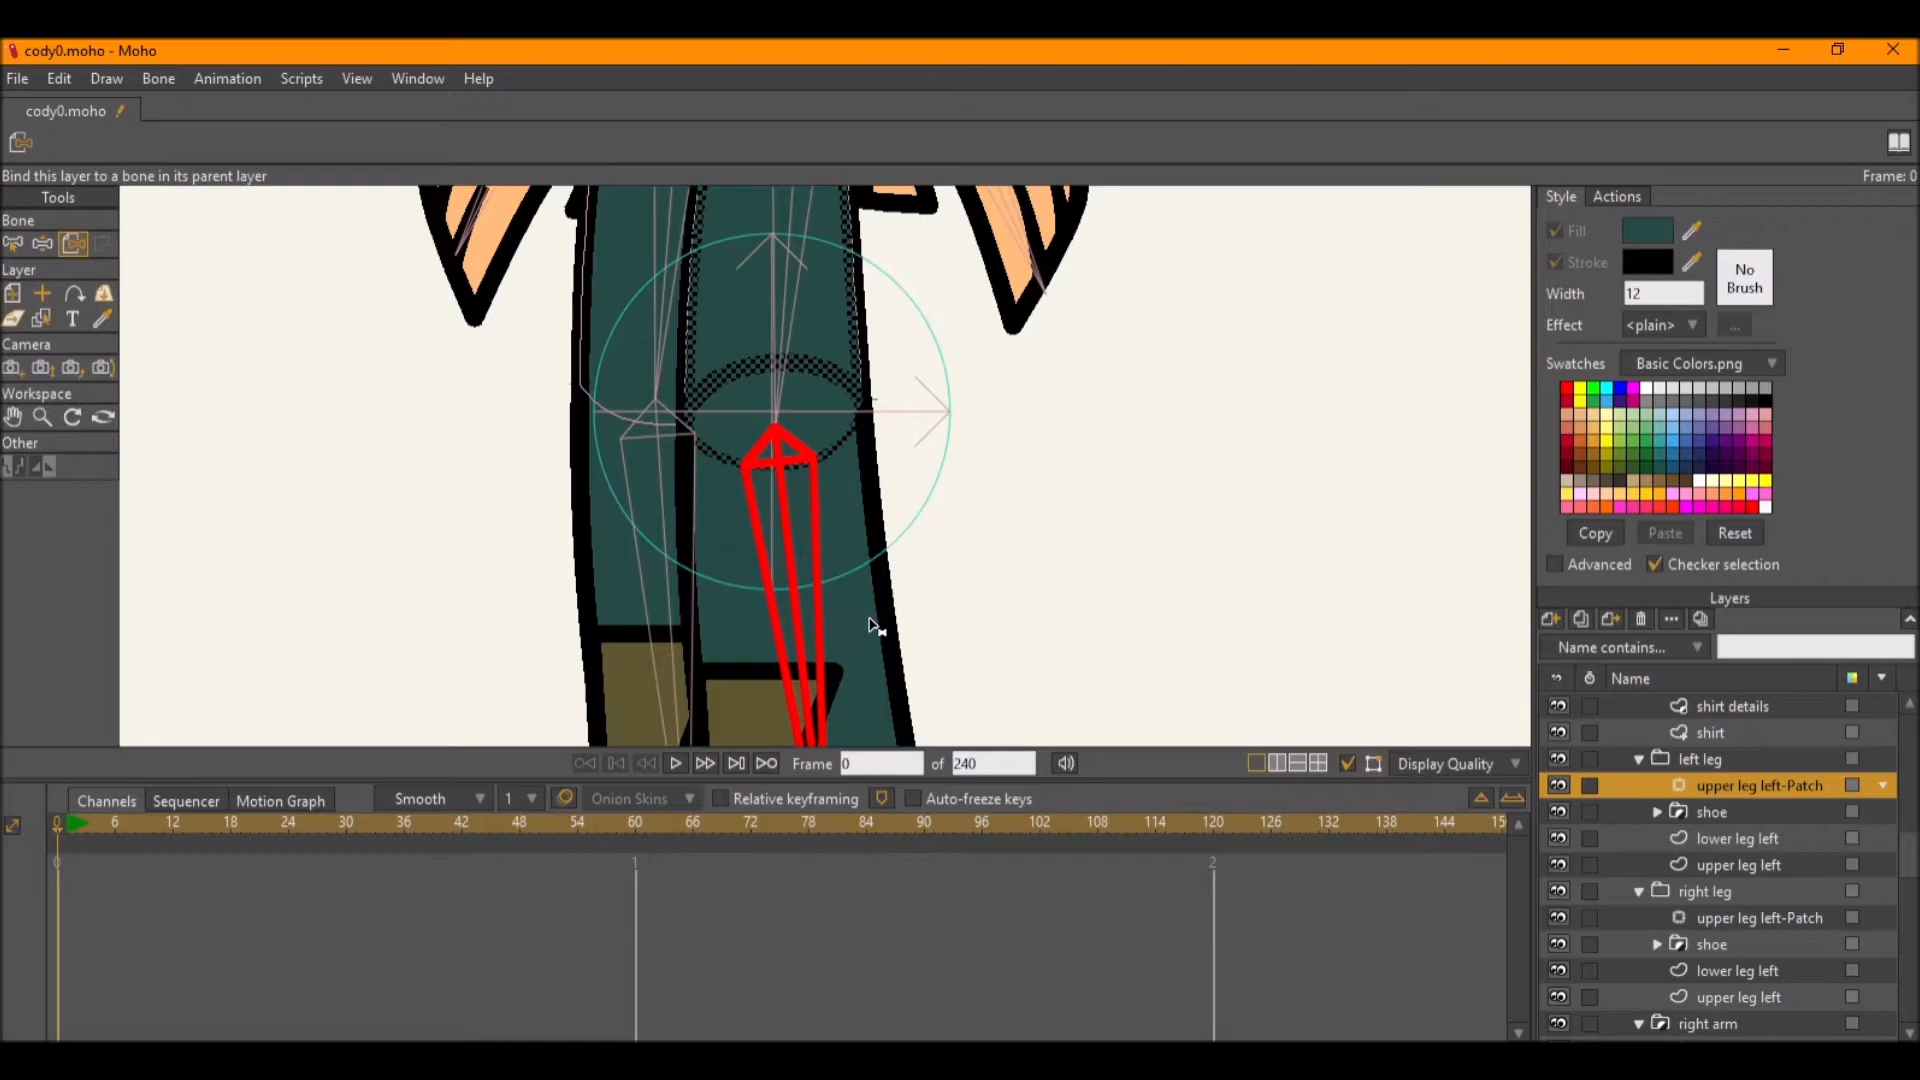 cody0.moho - Moho
File Edit Draw Bone Animation Scripts View Window Help
cody0.moho
Bind this layer to a bone in its parent layer
Frame: 0
Tools
Bone
Layer
T
Camera
Workspace
Other
Style Actions
Fill
Stroke
No Brush
Width 12
Effect <plain> ...
Swatches Basic Colors.png
Copy Paste Reset
Advanced Checker selection
Layers
Name contains...
Name
shirt details
shirt
left leg
upper leg left-Patch
shoe
lower leg left
upper leg left
right leg
upper leg left-Patch
shoe
lower leg left
upper leg left
right arm
Frame 0 of 240 Display Quality
Channels Sequencer Motion Graph Smooth 1 Onion Skins Relative keyframing Auto-freeze keys
0 6 12 18 24 30 36 42 48 54 60 66 72 78 84 90 96 102 108 114 120 126 132 138 144 15
0 1 2